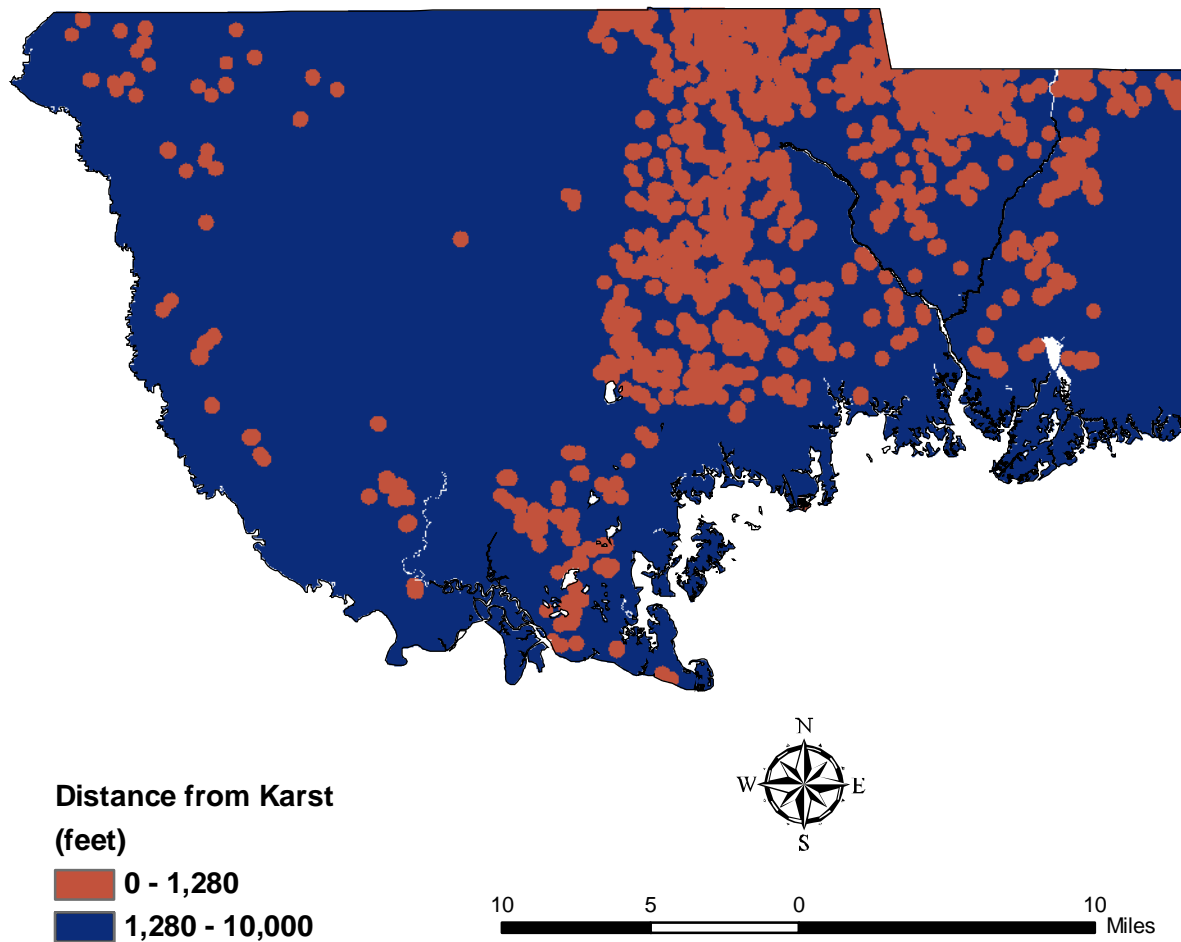 N
W E
S
Distance from Karst
(feet)
0 - 1,280
1,280 - 10,000
10 5 0 10
Miles